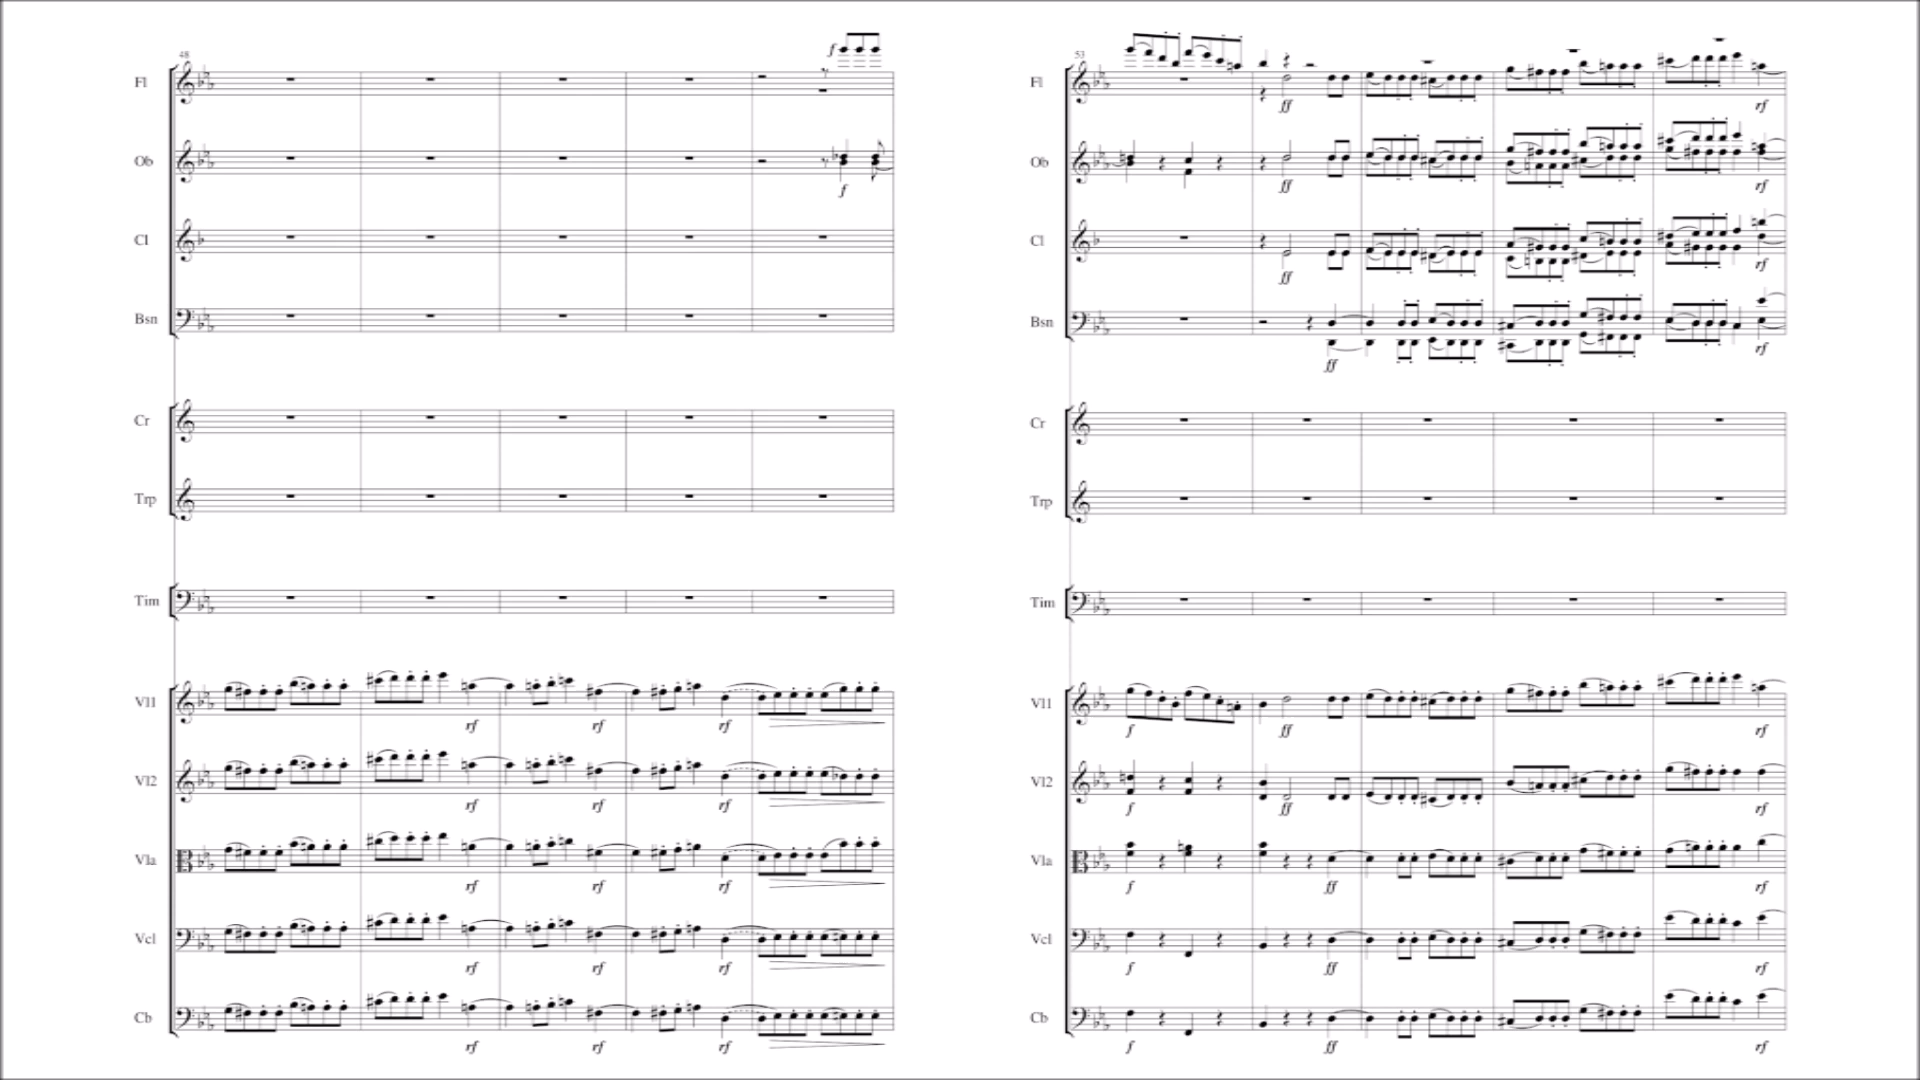 48
f
Fl
Ob
f
Cl
Bsn
Cr
Trp
Tim
Vl1
rf rf rf
Vl2
rf rf rf
Vla
rf rf rf
Vcl
rf rf rf
Cb
rf rf rf
53
Fl
ff rf
Ob
ff rf
Cl
ff rf
Bsn
ff rf
Cr
Trp
Tim
Vl1
f ff rf
Vl2
f ff rf
Vla
f ff rf
Vcl
f ff rf
Cb
f ff rf